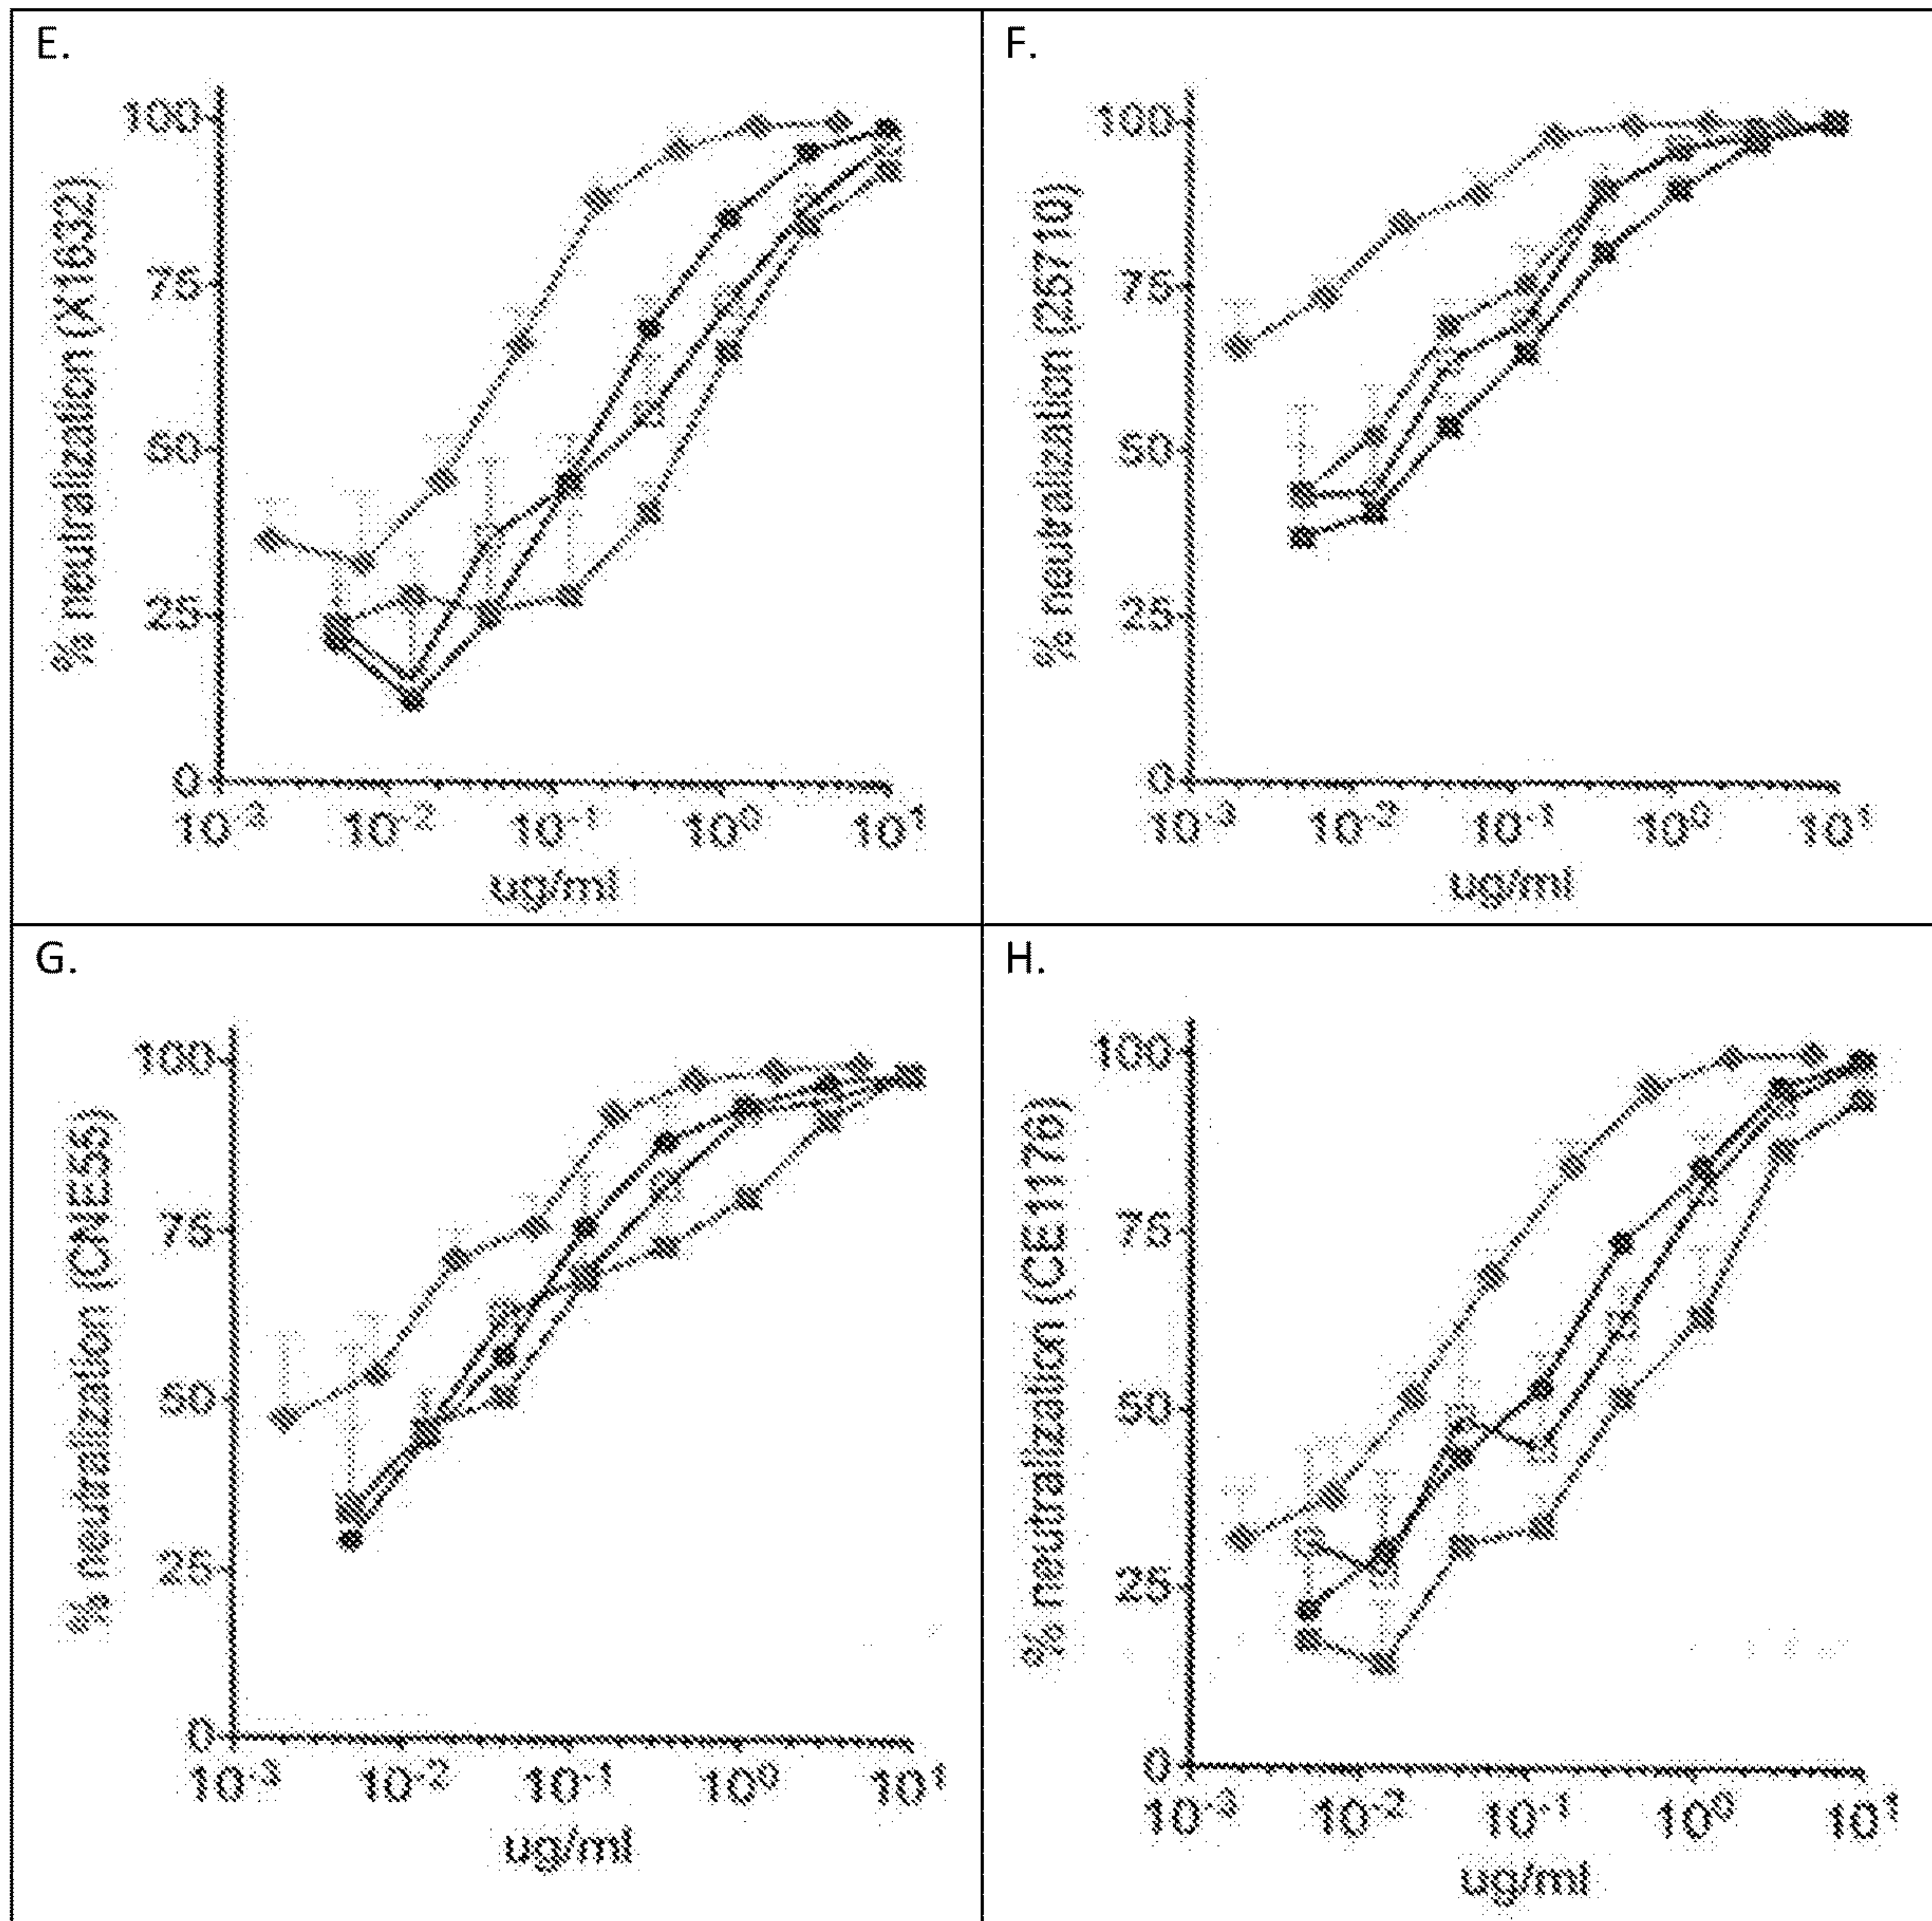 E.
% neutralization (X1632)
100
75
50
25
0
10-3 10-2 10-1 100 101
ug/ml
F.
% neutralization (25710)
100
75
50
25
0
10-3 10-2 10-1 100 101
ug/ml
G.
% neutralization (CNE55)
100
75
50
25
0
10-3 10-2 10-1 100 101
ug/ml
H.
% neutralization (CE1176)
100
75
50
25
0
10-3 10-2 10-1 100 101
ug/ml